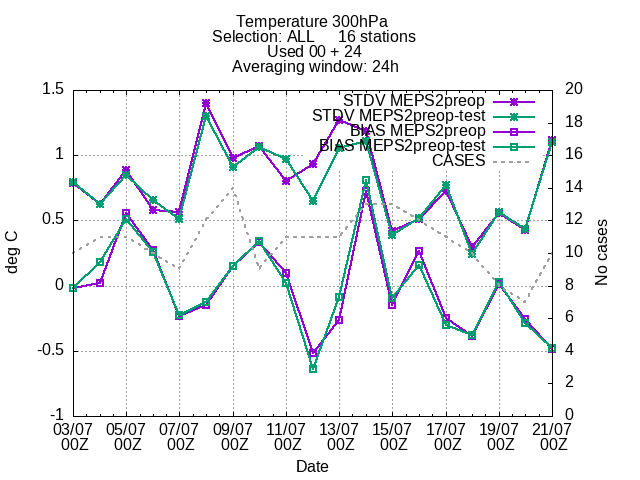 Temperature 300hPa
Selection: ALL      16 stations
Used 00 + 24
Averaging window: 24h
STDV MEPS2preop
STDV MEPS2preop-test
BIAS MEPS2preop
BIAS MEPS2preop-test
CASES
deg C
1.5
1
0.5
0
-0.5
-1
20
18
16
14
12
10
8
6
4
2
0
No cases
03/07 05/07 07/07 09/07 11/07 13/07 15/07 17/07 19/07 21/07
00Z 00Z 00Z 00Z 00Z 00Z 00Z 00Z 00Z 00Z
Date